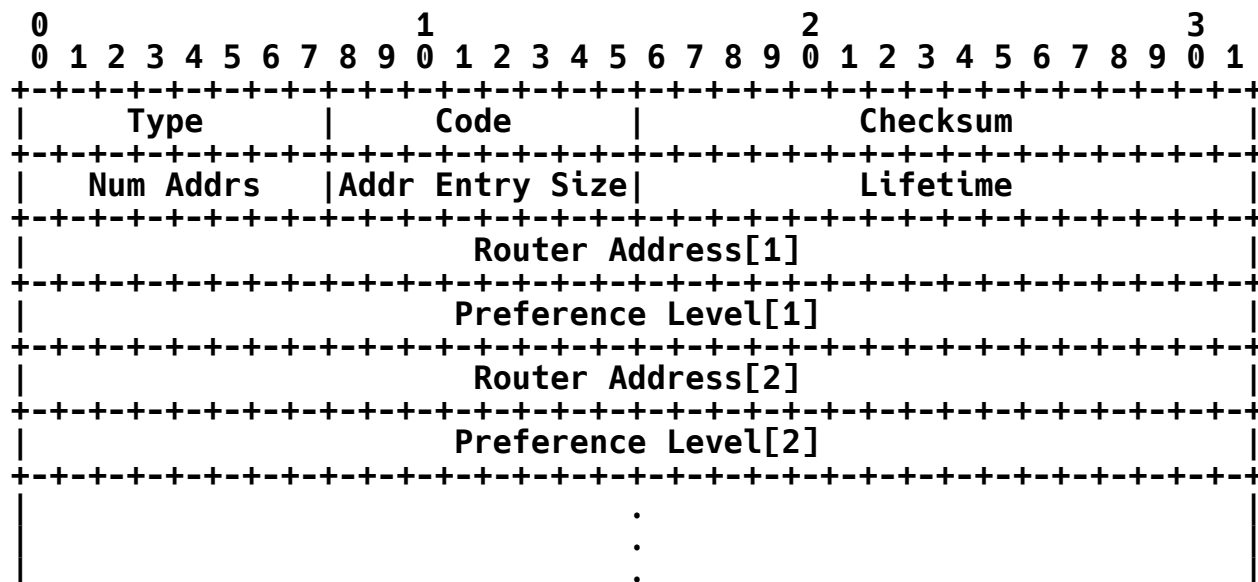 0                   1                   2                   3
 0 1 2 3 4 5 6 7 8 9 0 1 2 3 4 5 6 7 8 9 0 1 2 3 4 5 6 7 8 9 0 1
+-+-+-+-+-+-+-+-+-+-+-+-+-+-+-+-+-+-+-+-+-+-+-+-+-+-+-+-+-+-+-+-+
|     Type      |     Code      |           Checksum            |
+-+-+-+-+-+-+-+-+-+-+-+-+-+-+-+-+-+-+-+-+-+-+-+-+-+-+-+-+-+-+-+-+
|   Num Addrs   |Addr Entry Size|           Lifetime            |
+-+-+-+-+-+-+-+-+-+-+-+-+-+-+-+-+-+-+-+-+-+-+-+-+-+-+-+-+-+-+-+-+
|                       Router Address[1]                       |
+-+-+-+-+-+-+-+-+-+-+-+-+-+-+-+-+-+-+-+-+-+-+-+-+-+-+-+-+-+-+-+-+
|                      Preference Level[1]                      |
+-+-+-+-+-+-+-+-+-+-+-+-+-+-+-+-+-+-+-+-+-+-+-+-+-+-+-+-+-+-+-+-+
|                       Router Address[2]                       |
+-+-+-+-+-+-+-+-+-+-+-+-+-+-+-+-+-+-+-+-+-+-+-+-+-+-+-+-+-+-+-+-+
|                      Preference Level[2]                      |
+-+-+-+-+-+-+-+-+-+-+-+-+-+-+-+-+-+-+-+-+-+-+-+-+-+-+-+-+-+-+-+-+
|                               .                               |
|                               .                               |
|                               .                               |